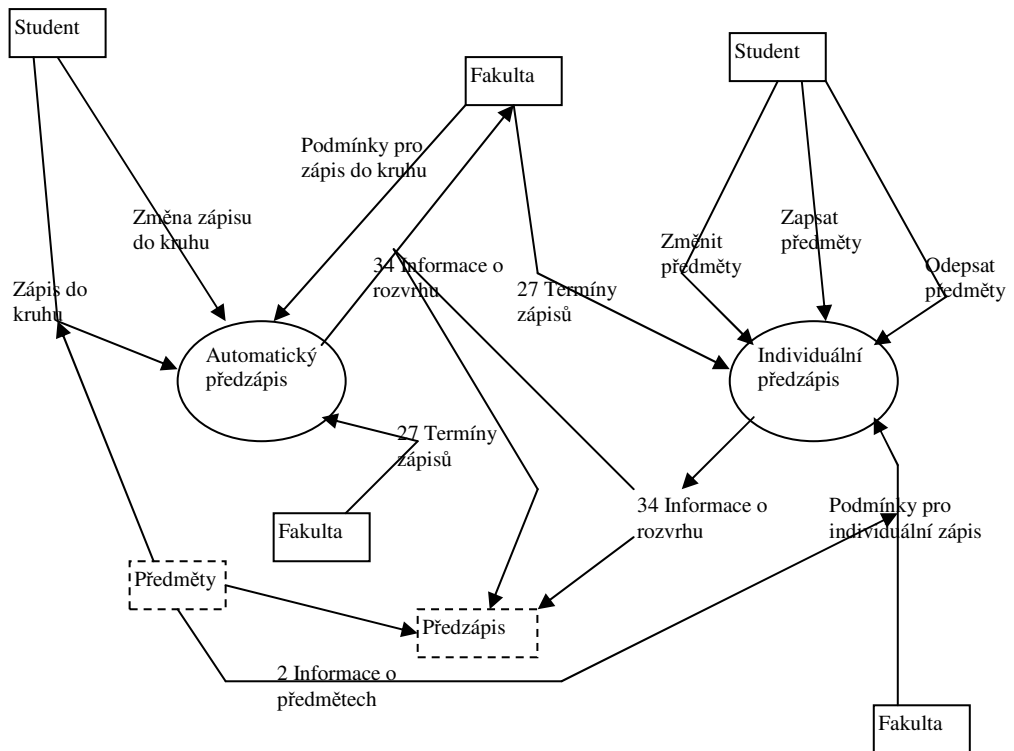 Student
Student
Fakulta
Podmínky pro
zápis do kruhu
Změna zápisu
do kruhu
Zapsat
předměty
Změnit
předměty
34 Informace o
rozvrhu
Odepsat
předměty
Zápis do
kruhu
27 Termíny
zápisů
Automatický
předzápis
Individuální
předzápis
27 Termíny
zápisů
34 Informace o
rozvrhu
Podmínky pro
individuální zápis
Fakulta
Předměty
Předzápis
2 Informace o
předmětech
Fakulta